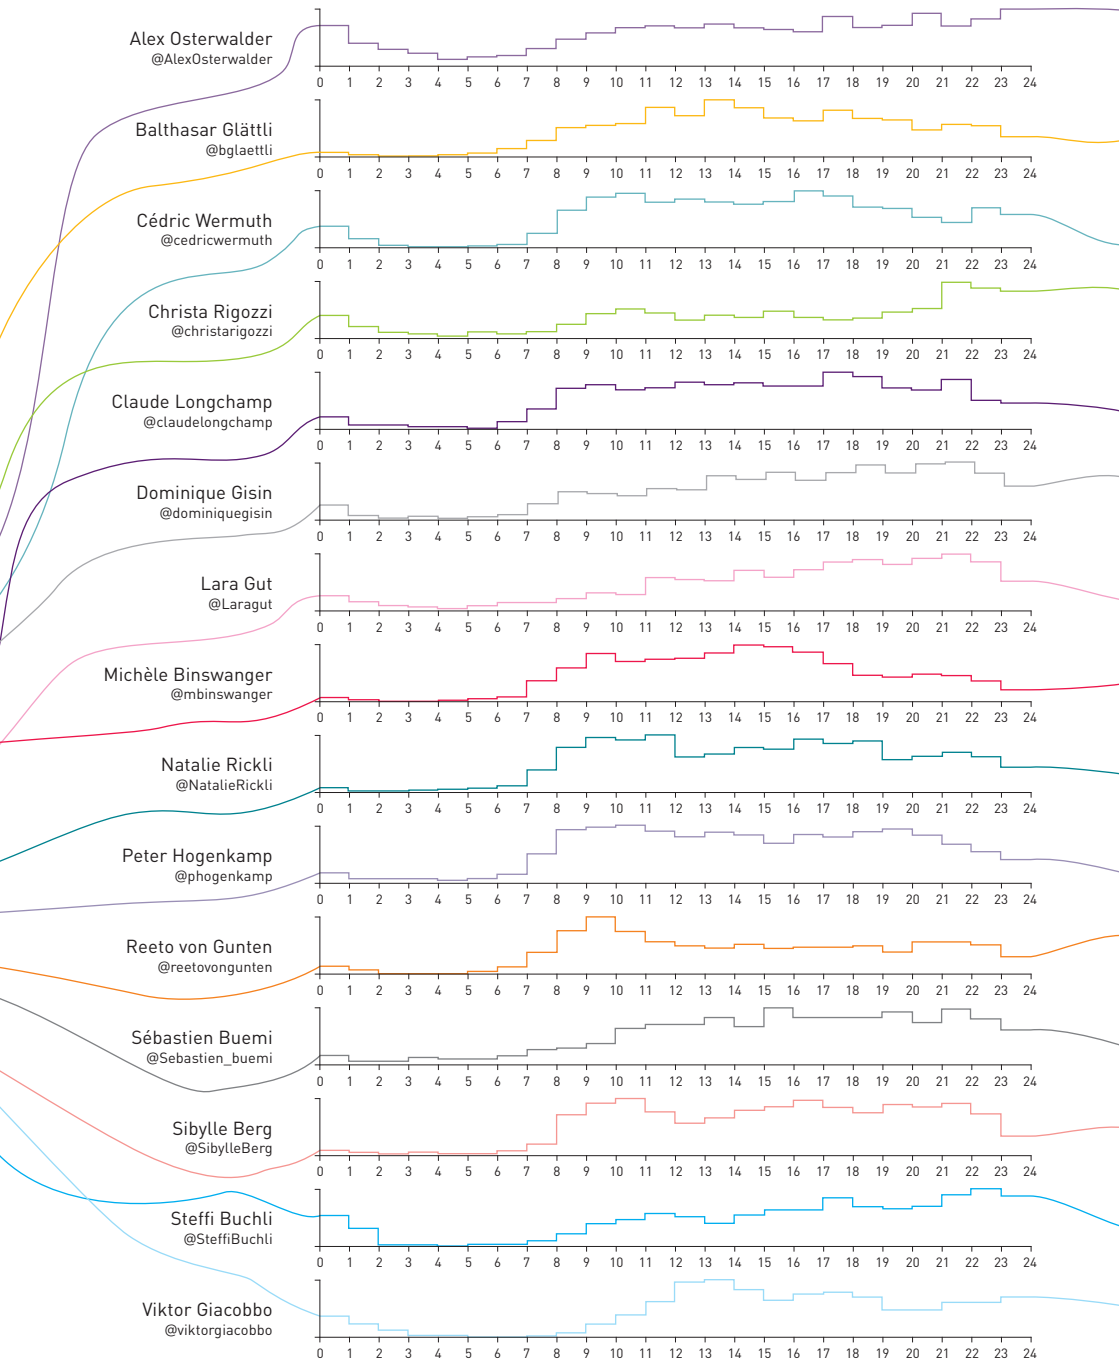 Alex Osterwalder
@AlexOsterwalder
0 1 2 3 4 5 6 7 8 9 10 11 12 13 14 15 16 17 18 19 20 21 22 23 24
Balthasar Glättli
@bglaettli
0 1 2 3 4 5 6 7 8 9 10 11 12 13 14 15 16 17 18 19 20 21 22 23 24
Cédric Wermuth
@cedricwermuth
0 1 2 3 4 5 6 7 8 9 10 11 12 13 14 15 16 17 18 19 20 21 22 23 24
Christa Rigozzi
@christarigozzi
0 1 2 3 4 5 6 7 8 9 10 11 12 13 14 15 16 17 18 19 20 21 22 23 24
Claude Longchamp
@claudelongchamp
0 1 2 3 4 5 6 7 8 9 10 11 12 13 14 15 16 17 18 19 20 21 22 23 24
Dominique Gisin
@dominiquegisin
0 1 2 3 4 5 6 7 8 9 10 11 12 13 14 15 16 17 18 19 20 21 22 23 24
Lara Gut
@Laragut
0 1 2 3 4 5 6 7 8 9 10 11 12 13 14 15 16 17 18 19 20 21 22 23 24
Michèle Binswanger
@mbinswanger
0 1 2 3 4 5 6 7 8 9 10 11 12 13 14 15 16 17 18 19 20 21 22 23 24
Natalie Rickli
@NatalieRickli
0 1 2 3 4 5 6 7 8 9 10 11 12 13 14 15 16 17 18 19 20 21 22 23 24
Peter Hogenkamp
@phogenkamp
0 1 2 3 4 5 6 7 8 9 10 11 12 13 14 15 16 17 18 19 20 21 22 23 24
Reeto von Gunten
@reetovongunten
0 1 2 3 4 5 6 7 8 9 10 11 12 13 14 15 16 17 18 19 20 21 22 23 24
Sébastien Buemi
@Sebastien_buemi
0 1 2 3 4 5 6 7 8 9 10 11 12 13 14 15 16 17 18 19 20 21 22 23 24
Sibylle Berg
@SibylleBerg
0 1 2 3 4 5 6 7 8 9 10 11 12 13 14 15 16 17 18 19 20 21 22 23 24
Steffi Buchli
@SteffiBuchli
0 1 2 3 4 5 6 7 8 9 10 11 12 13 14 15 16 17 18 19 20 21 22 23 24
Viktor Giacobbo
@viktorgiacobbo
0 1 2 3 4 5 6 7 8 9 10 11 12 13 14 15 16 17 18 19 20 21 22 23 24